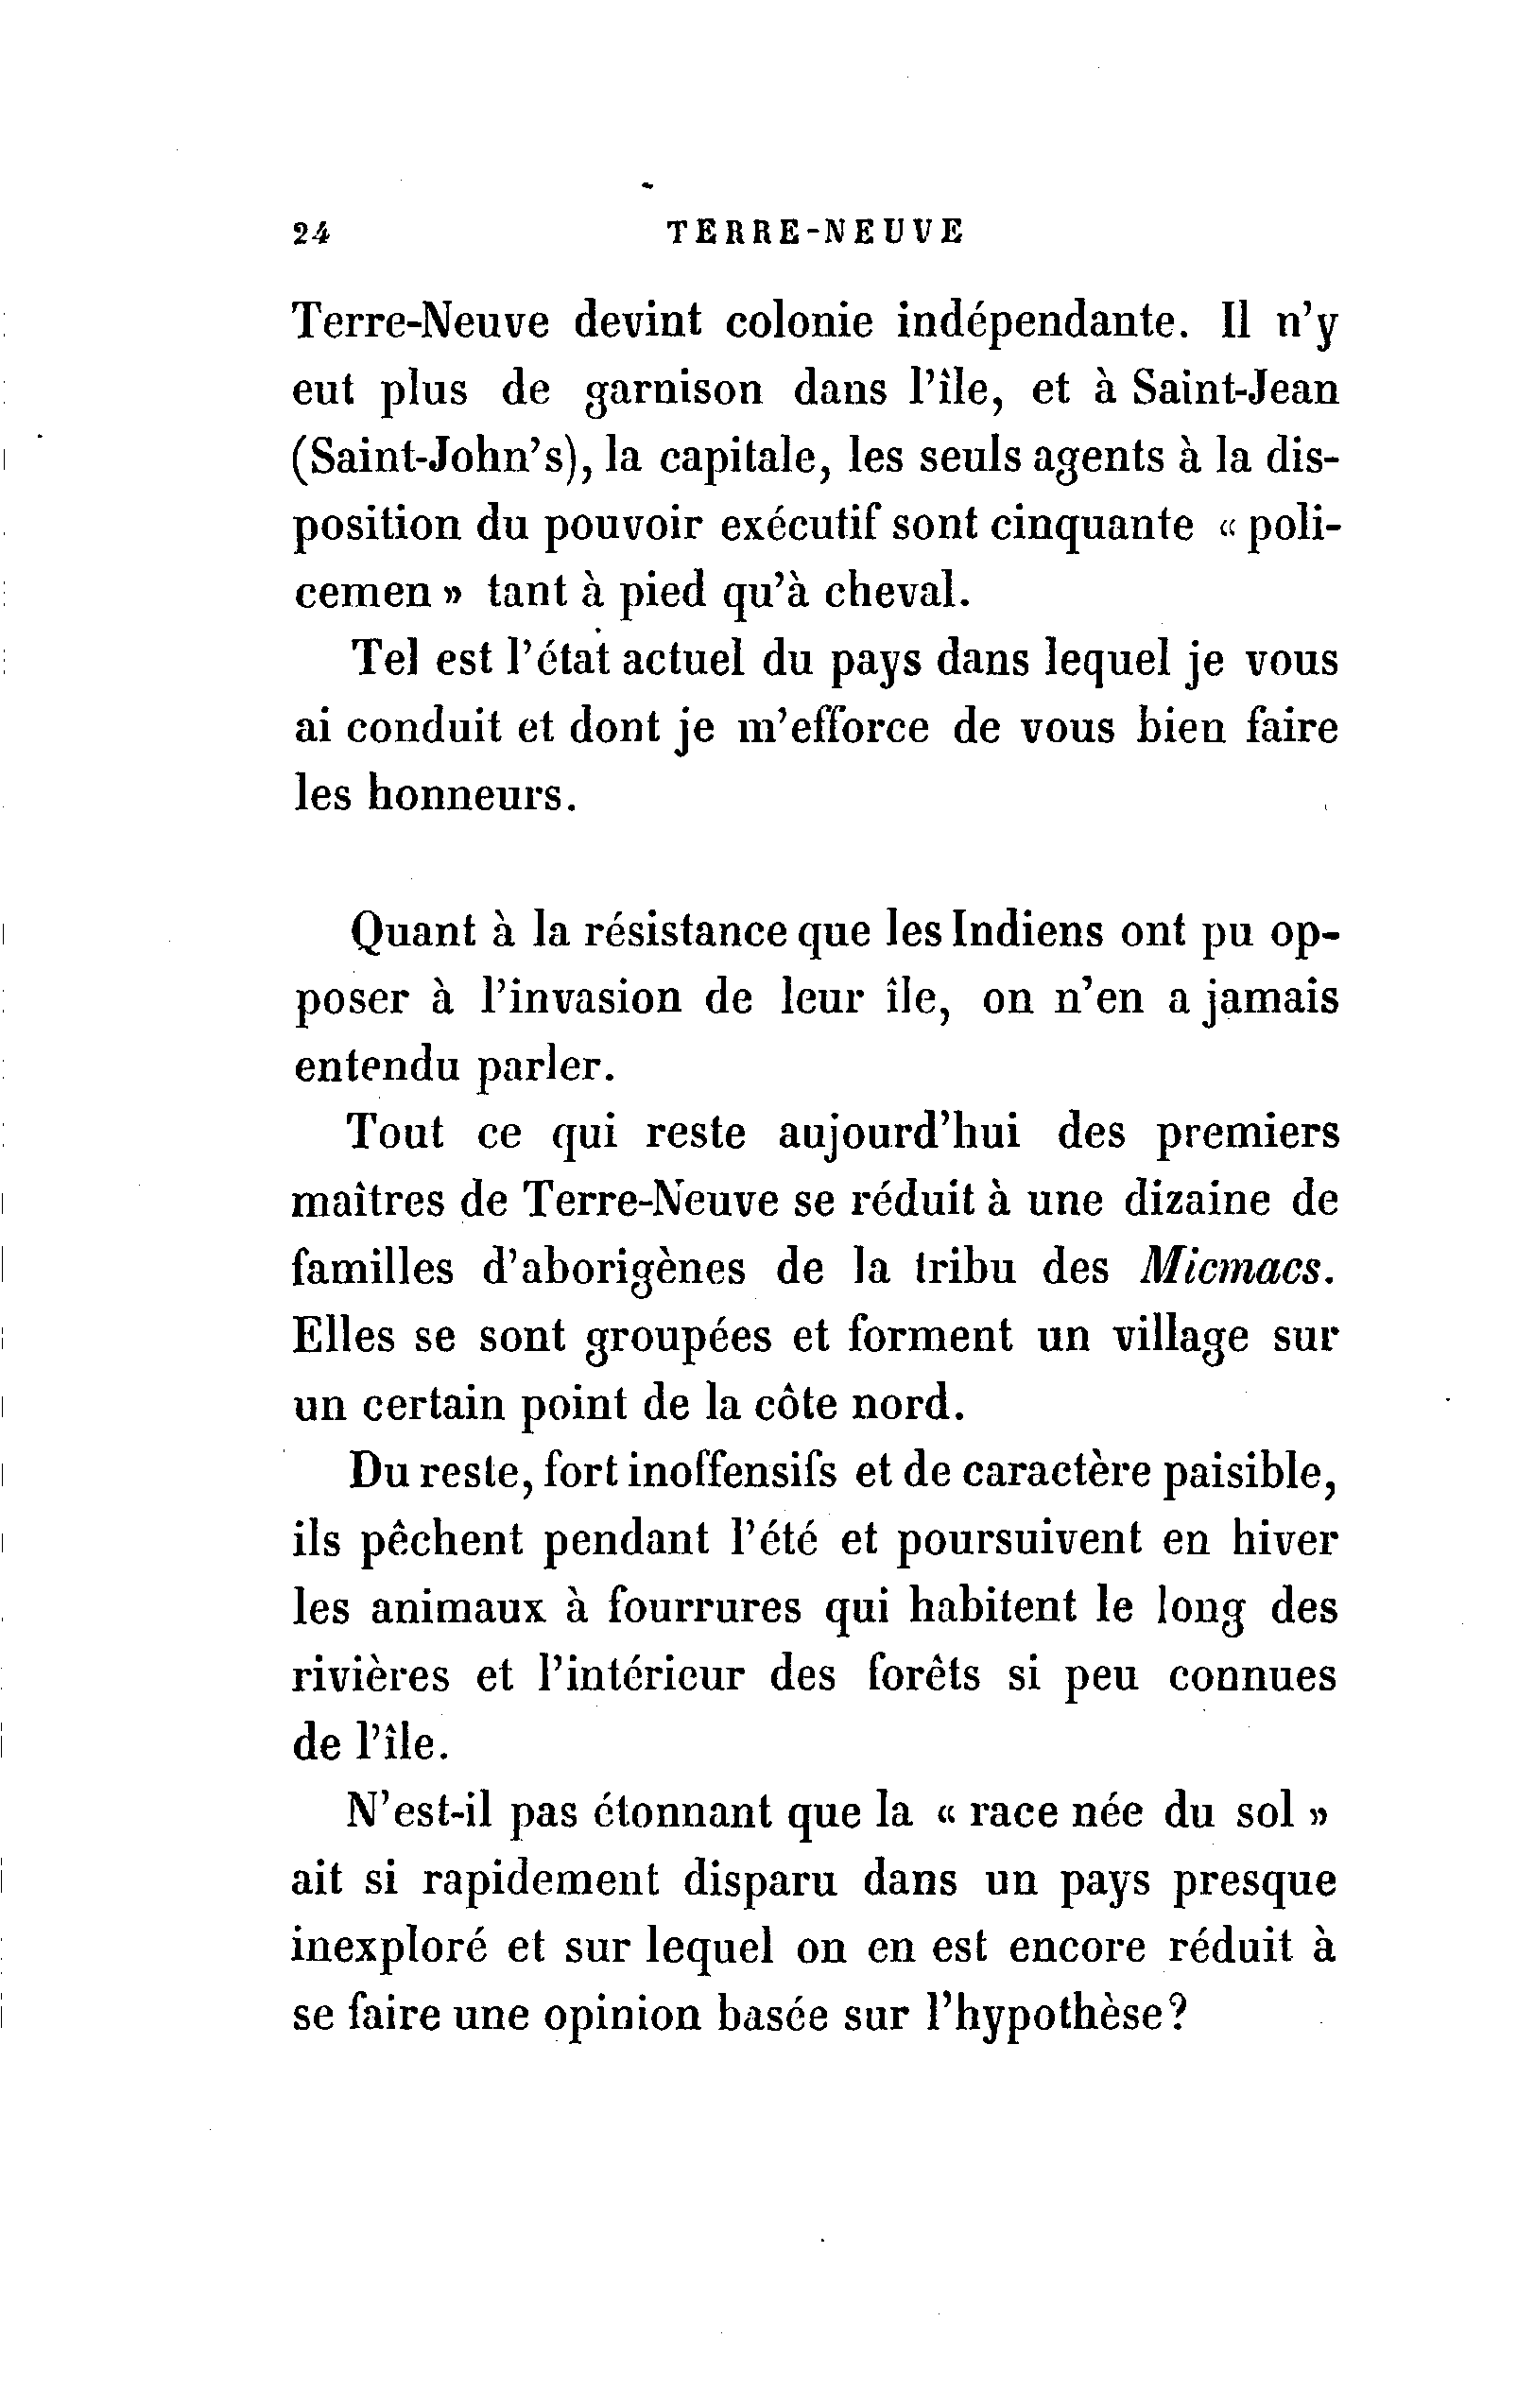 24 TERRE-NEUVE
Terre-Neuve devint colonie indépendante. Il n'y
eut plus de garnison dans l'île, et à Saint-Jean
(Saint-John's), la capitale, les seuls agents à la dis-
position du pouvoir exécutif sont cinquante « poli-
cemen » tant à pied qu'à cheval.
Tel est l'état actuel du pays dans lequel je vous
ai conduit et dont je m'efforce de vous bien faire
les honneurs.
Quant à la résistance que les Indiens ont pu op-
poser à l'invasion de leur île, on n'en a jamais
entendu parler.
Tout ce qui reste aujourd'hui des premiers
maîtres de Terre-Neuve se réduit à une dizaine de
familles d'aborigènes de la tribu des Micmacs.
Elles se sont groupées et forment un village sur
un certain point de la côte nord.
Du reste, fort inoffensifs et de caractère paisible,
ils pêchent pendant l'été et poursuivent en hiver
les animaux à fourrures qui habitent le long des
rivières et l'intérieur des forêts si peu connues
de l'île.
N'est-il pas étonnant que la « race née du sol »
ait si rapidement disparu dans un pays presque
inexploré et sur lequel on en est encore réduit à
se faire une opinion basée sur l'hypothèse?